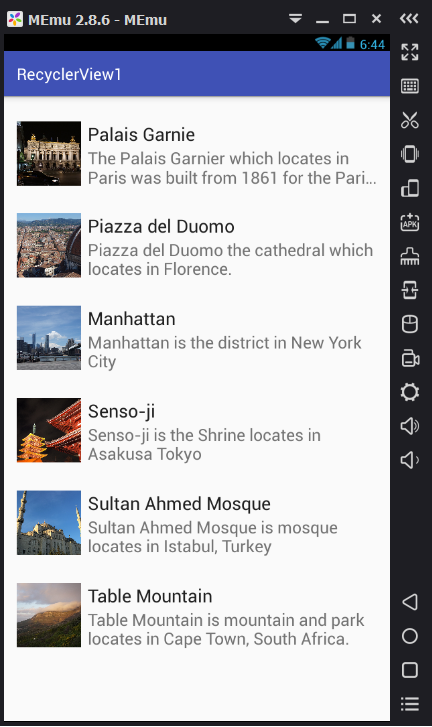 MEmu 2.8.6 - MEmu
6:44
RecyclerView1
Palais Garnie
The Palais Garnier which locates in
Paris was built from 1861 for the Pari...
Piazza del Duomo
Piazza del Duomo the cathedral which
locates in Florence.
Manhattan
Manhattan is the district in New York
City
Senso-ji
Senso-ji is the Shrine locates in
Asakusa Tokyo
Sultan Ahmed Mosque
Sultan Ahmed Mosque is mosque
locates in Istabul, Turkey
Table Mountain
Table Mountain is mountain and park
locates in Cape Town, South Africa.
APK